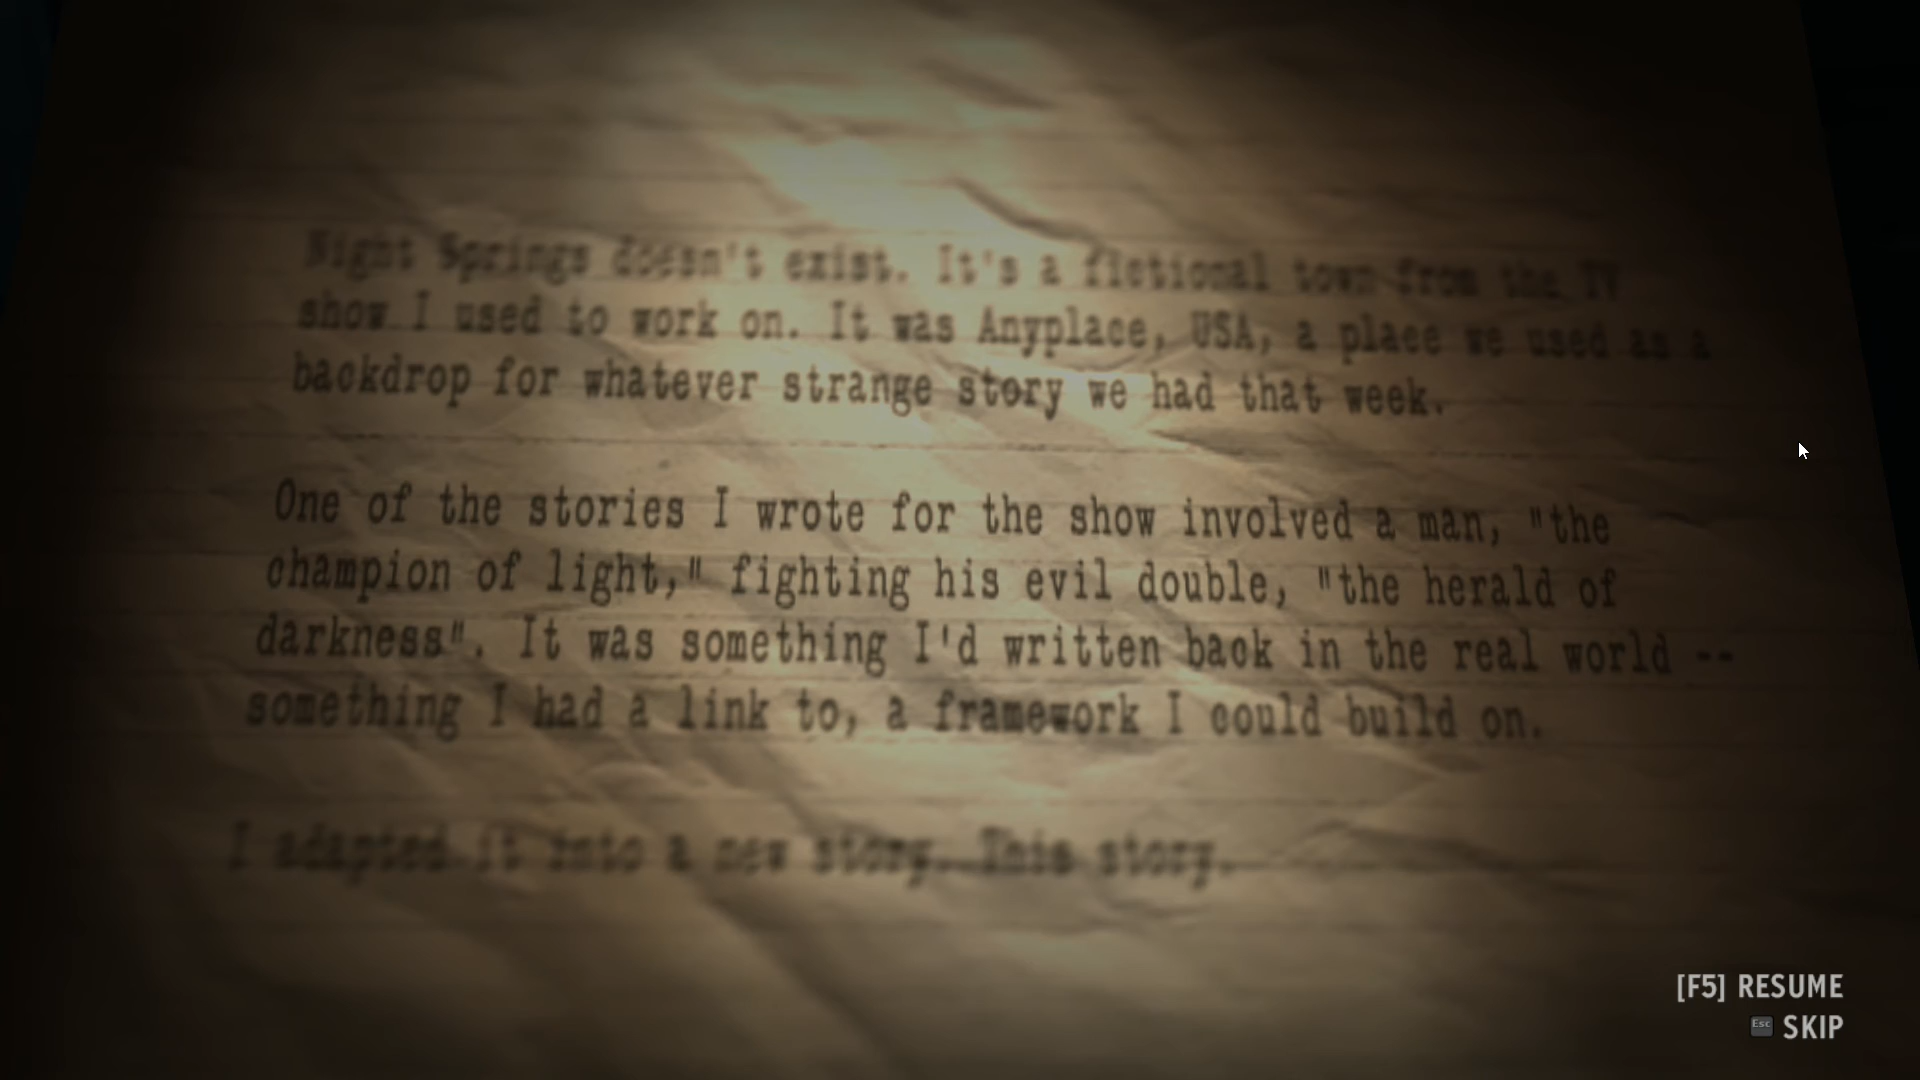 Night Springs doesn't exist. It's a fictional town from the TV
show I used to work on. It was Anyplace, USA, a place we used as a
backdrop for whatever strange story we had that week.
One of the stories I wrote for the show involved a man, "the
champion of light," fighting his evil double, "the herald of
darkness". It was something I'd written back in the real world --
something I had a link to, a framework I could build on.
I adapted it into a new story. This story.
[F5] RESUME
Esc SKIP